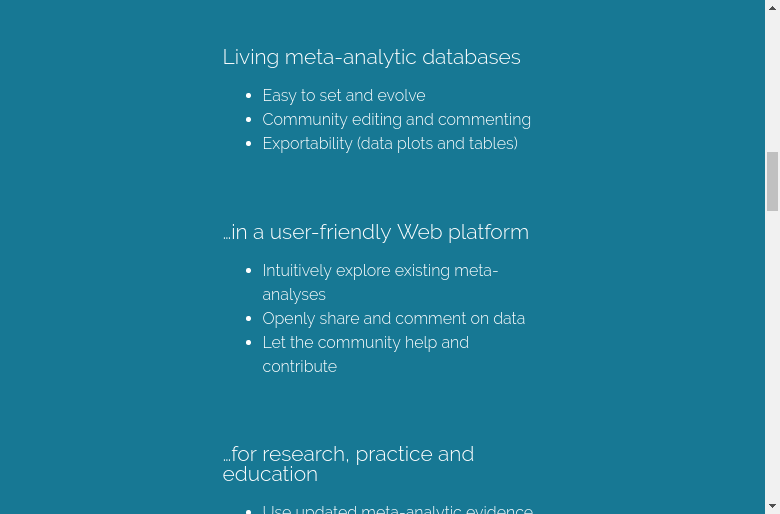 Living meta-analytic databases
Easy to set and evolve
Community editing and commenting
Exportability (data plots and tables)
…in a user-friendly Web platform
Intuitively explore existing meta-
analyses
Openly share and comment on data
Let the community help and
contribute
…for research, practice and
education
Use updated meta-analytic evidence